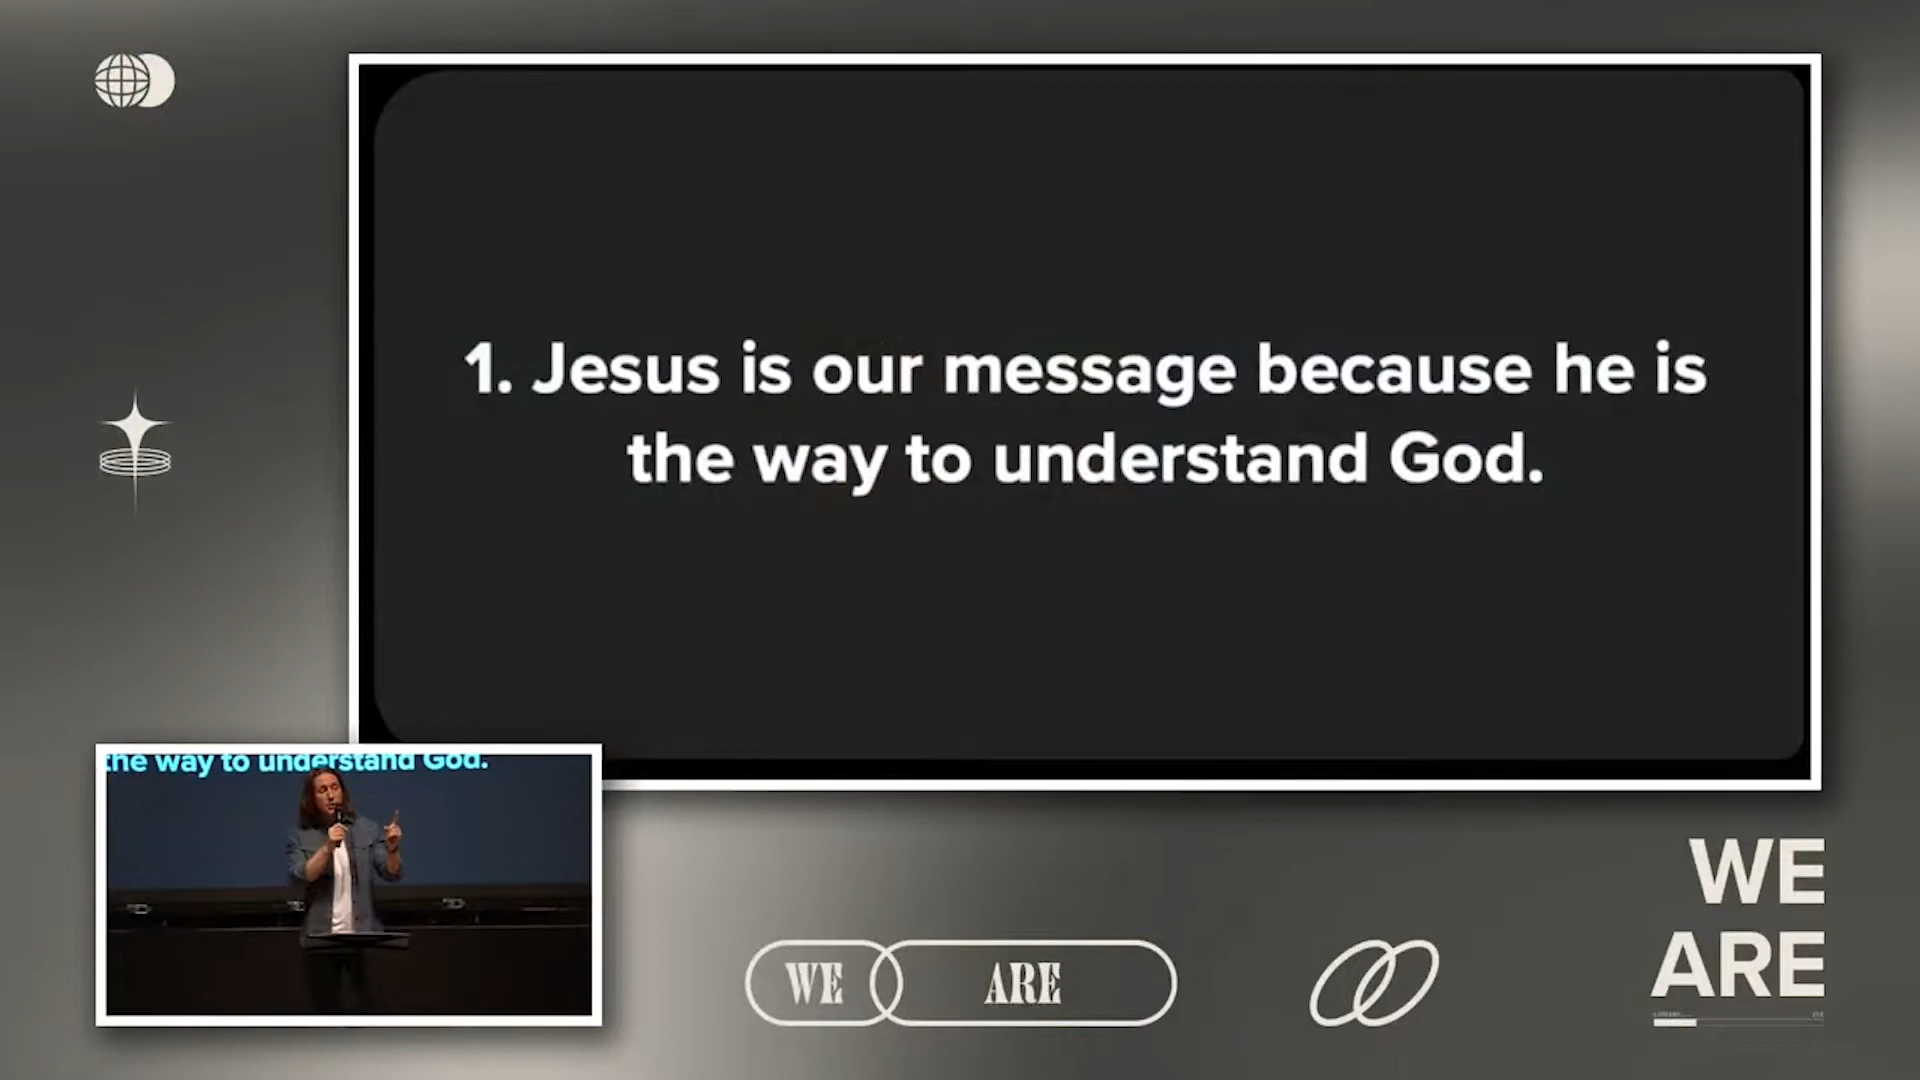 1. Jesus is our message because he is
the way to understand God.
the way to understand God.
WE ARE
WE
ARE